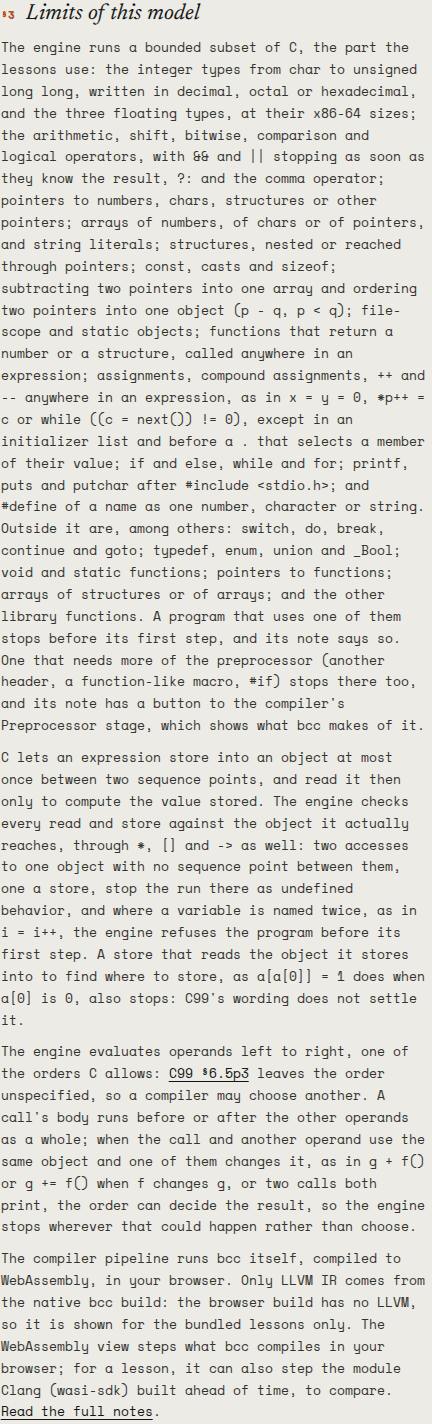 §3 Limits of this model
The engine runs a bounded subset of C, the part the
lessons use: the integer types from char to unsigned
long long, written in decimal, octal or hexadecimal,
and the three floating types, at their x86-64 sizes;
the arithmetic, shift, bitwise, comparison and
logical operators, with && and || stopping as soon as
they know the result, ?: and the comma operator;
pointers to numbers, chars, structures or other
pointers; arrays of numbers, of chars or of pointers,
and string literals; structures, nested or reached
through pointers; const, casts and sizeof;
subtracting two pointers into one array and ordering
two pointers into one object (p - q, p < q); file-
scope and static objects; functions that return a
number or a structure, called anywhere in an
expression; assignments, compound assignments, ++ and
-- anywhere in an expression, as in x = y = 0, *p++ =
c or while ((c = next()) != 0), except in an
initializer list and before a . that selects a member
of their value; if and else, while and for; printf,
puts and putchar after #include <stdio.h>; and
#define of a name as one number, character or string.
Outside it are, among others: switch, do, break,
continue and goto; typedef, enum, union and _Bool;
void and static functions; pointers to functions;
arrays of structures or of arrays; and the other
library functions. A program that uses one of them
stops before its first step, and its note says so.
One that needs more of the preprocessor (another
header, a function-like macro, #if) stops there too,
and its note has a button to the compiler's
Preprocessor stage, which shows what bcc makes of it.
C lets an expression store into an object at most
once between two sequence points, and read it then
only to compute the value stored. The engine checks
every read and store against the object it actually
reaches, through *, [] and -> as well: two accesses
to one object with no sequence point between them,
one a store, stop the run there as undefined
behavior, and where a variable is named twice, as in
i = i++, the engine refuses the program before its
first step. A store that reads the object it stores
into to find where to store, as a[a[0]] = 1 does when
a[0] is 0, also stops: C99's wording does not settle
it.
The engine evaluates operands left to right, one of
the orders C allows: C99 §6.5p3 leaves the order
unspecified, so a compiler may choose another. A
call's body runs before or after the other operands
as a whole; when the call and another operand use the
same object and one of them changes it, as in g + f()
or g += f() when f changes g, or two calls both
print, the order can decide the result, so the engine
stops wherever that could happen rather than choose.
The compiler pipeline runs bcc itself, compiled to
WebAssembly, in your browser. Only LLVM IR comes from
the native bcc build: the browser build has no LLVM,
so it is shown for the bundled lessons only. The
WebAssembly view steps what bcc compiles in your
browser; for a lesson, it can also step the module
Clang (wasi-sdk) built ahead of time, to compare.
Read the full notes.